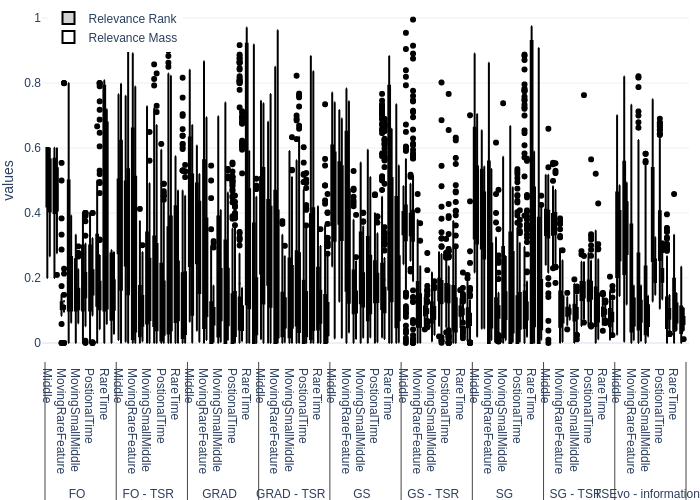 Relevance Rank
Relevance Mass
values
1
0.8
0.6
0.4
0.2
0
Middle
MovingRareFeature
MovingSmallMiddle
PostionalTime
RareTime
Middle
MovingRareFeature
MovingSmallMiddle
PostionalTime
RareTime
Middle
MovingRareFeature
MovingSmallMiddle
PostionalTime
RareTime
Middle
MovingRareFeature
MovingSmallMiddle
PostionalTime
RareTime
Middle
MovingRareFeature
MovingSmallMiddle
PostionalTime
RareTime
Middle
MovingRareFeature
MovingSmallMiddle
PostionalTime
RareTime
Middle
MovingRareFeature
MovingSmallMiddle
PostionalTime
RareTime
Middle
MovingRareFeature
MovingSmallMiddle
PostionalTime
RareTime
Middle
MovingRareFeature
MovingSmallMiddle
PostionalTime
RareTime
FO
FO - TSR
GRAD
GRAD - TSR
GS
GS - TSR
SG
SG - TSR
TSEvo - information